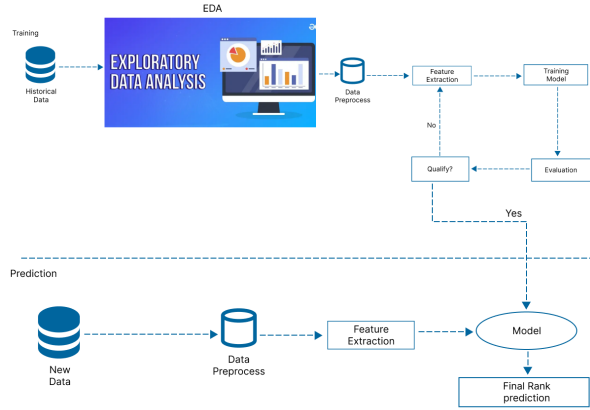 EDA
Training
EXPLORATORY
DATA ANALYSIS
Historical
Data
Data
Preprocess
Feature
Extraction
Training
Model
No
Qualify?
Evaluation
Yes
Prediction
New
Data
Data
Preprocess
Feature
Extraction
Model
Final Rank
prediction